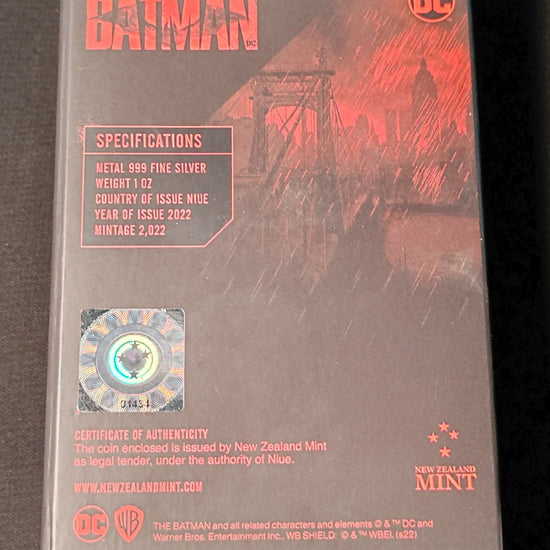 BATMAN
DC
DC
SPECIFICATIONS
METAL 999 FINE SILVER
WEIGHT 1 OZ
COUNTRY OF ISSUE NIUE
YEAR OF ISSUE 2022
MINTAGE 2,022
CERTIFICATE OF AUTHENTICITY
The coin enclosed is issued by New Zealand Mint
as legal tender, under the authority of Niue.
WWW.NEWZEALANDMINT.COM
NEW ZEALAND
MINT
DC WB
THE BATMAN and all related characters and elements © & ™ DC and
Warner Bros. Entertainment Inc., WB SHIELD: © & ™ WBEI. (s22)